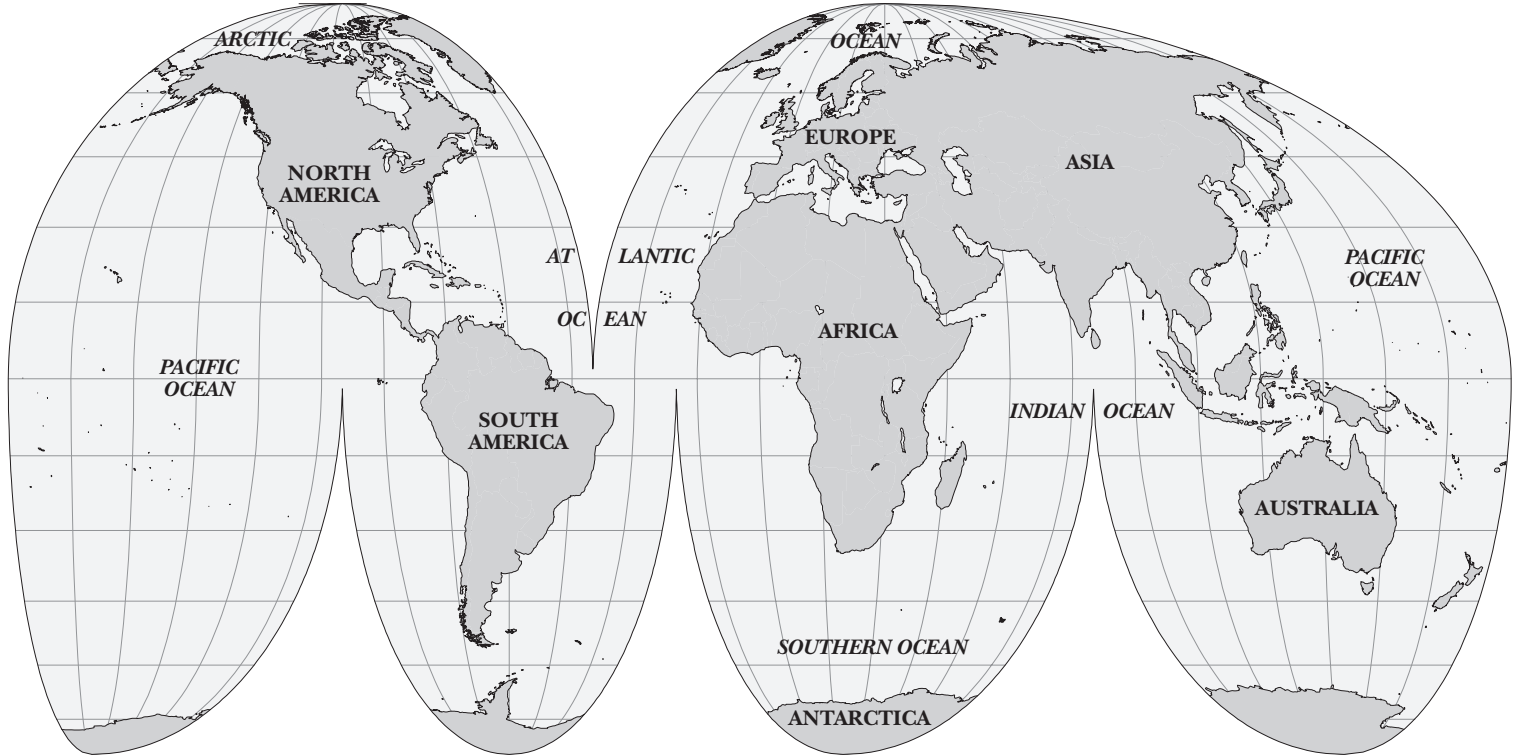 ARCTIC
OCEAN
EUROPE
ASIA
NORTH
AMERICA
AT LANTIC
OC EAN
PACIFIC
OCEAN
AFRICA
PACIFIC
OCEAN
INDIAN OCEAN
SOUTH
AMERICA
AUSTRALIA
SOUTHERN OCEAN
ANTARCTICA